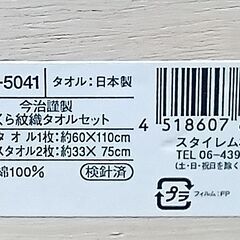 -5041 タオル：日本製
今治謹製
くら紋織タオルセット
タオル1枚：約60×110cm
スタオル2枚：約33×75cm
綿100% 検針済
4 518607
スタイレム
TEL 06-439
(土・日・祝日を除く
プラ フィルム：PP